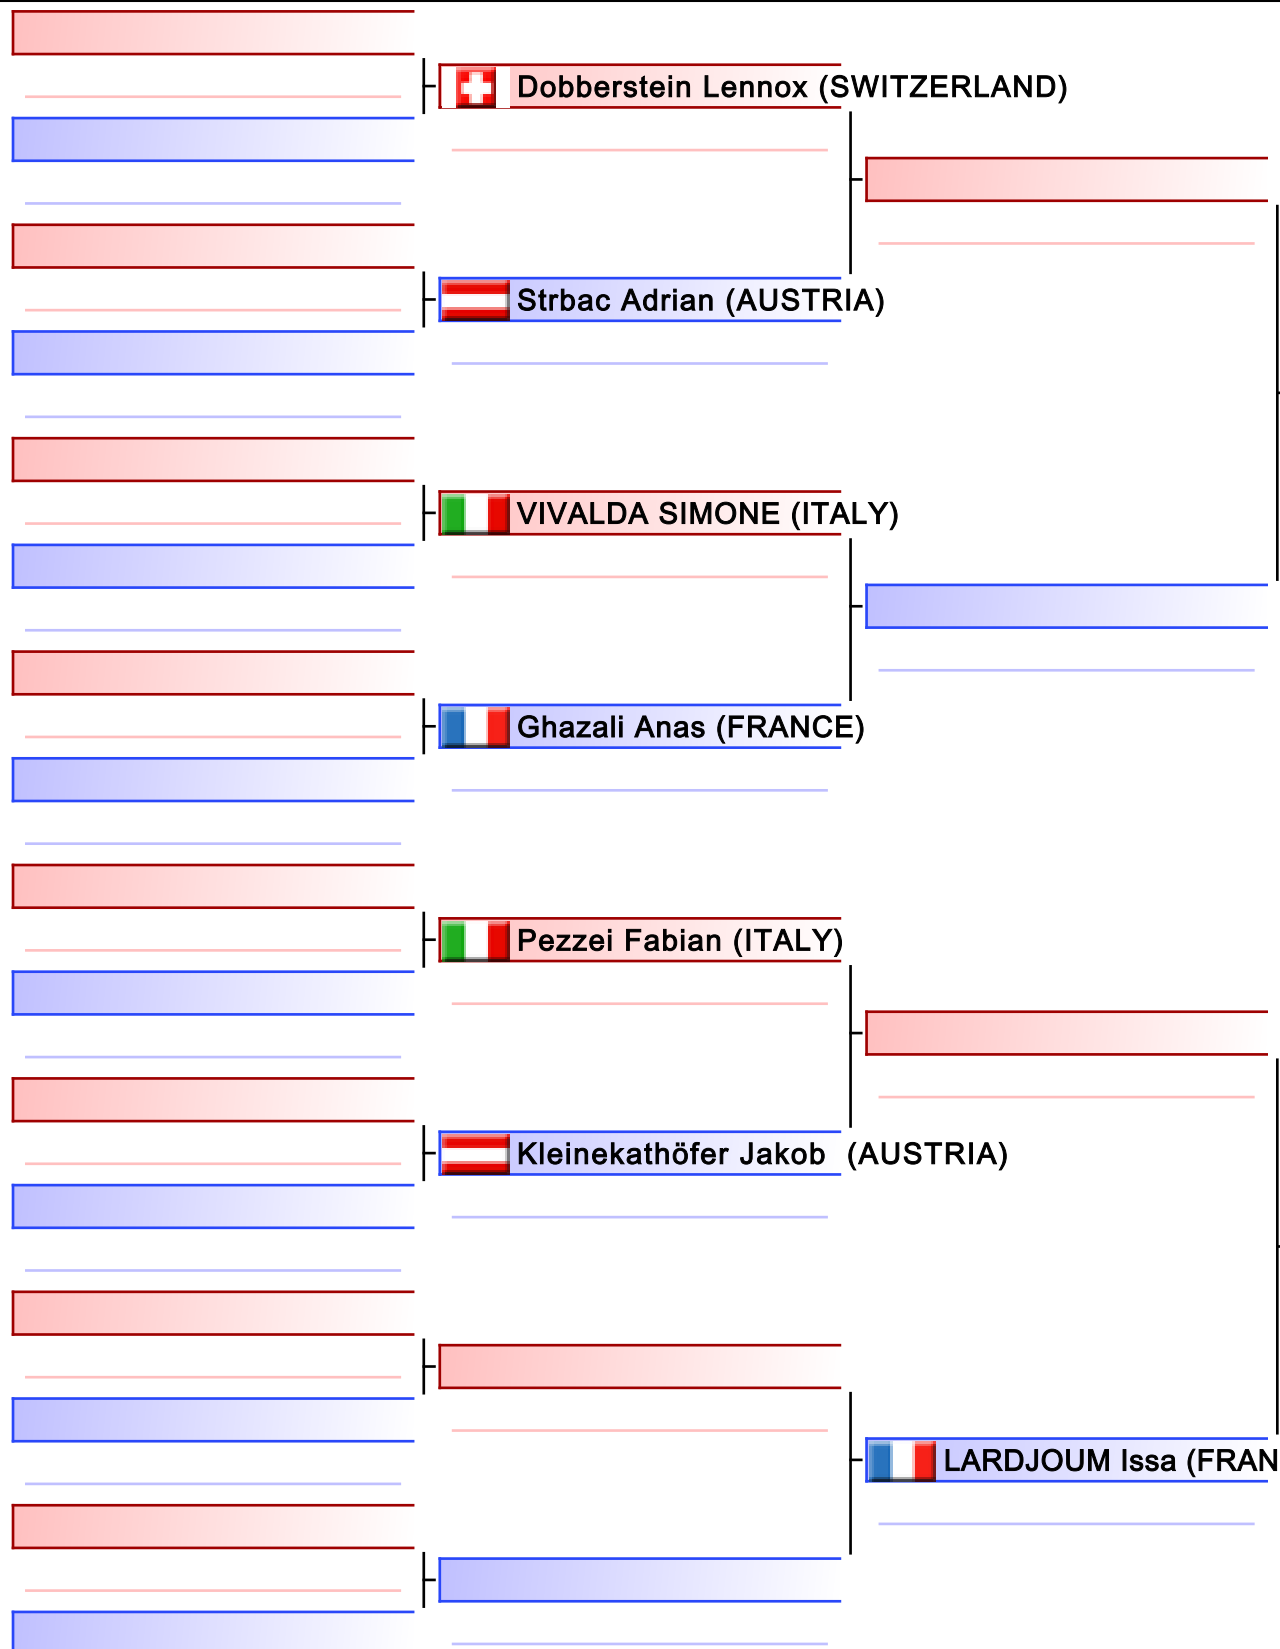 Dobberstein Lennox (SWITZERLAND)
Strbac Adrian (AUSTRIA)
VIVALDA SIMONE (ITALY)
Ghazali Anas (FRANCE)
Pezzei Fabian (ITALY)
Kleinekathöfer Jakob  (AUSTRIA)
LARDJOUM Issa (FRAN